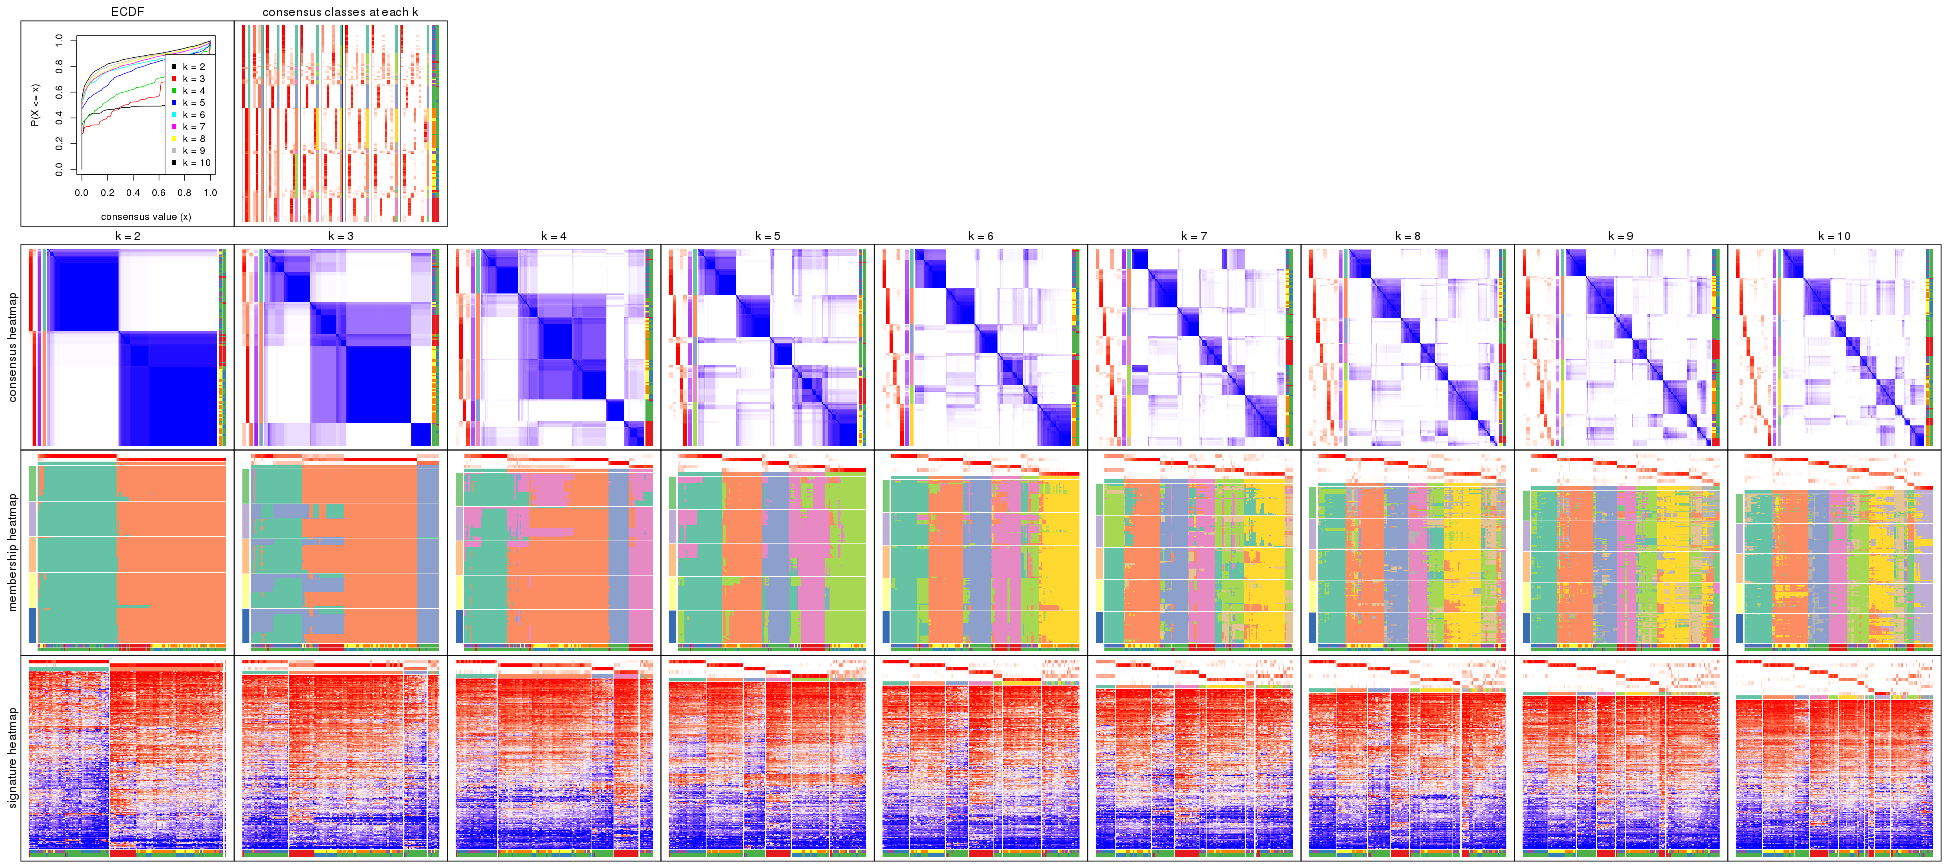 ECDF
consensus classes at each k
P(X <= x)
0.0 0.2 0.4 0.6 0.8 1.0
k = 2
k = 3
k = 4
k = 5
k = 6
k = 7
k = 8
k = 9
k = 10
0.0 0.2 0.4 0.6 0.8 1.0
consensus value (x)
k = 2 k = 3 k = 4 k = 5 k = 6 k = 7 k = 8 k = 9 k = 10
consensus heatmap
membership heatmap
signature heatmap